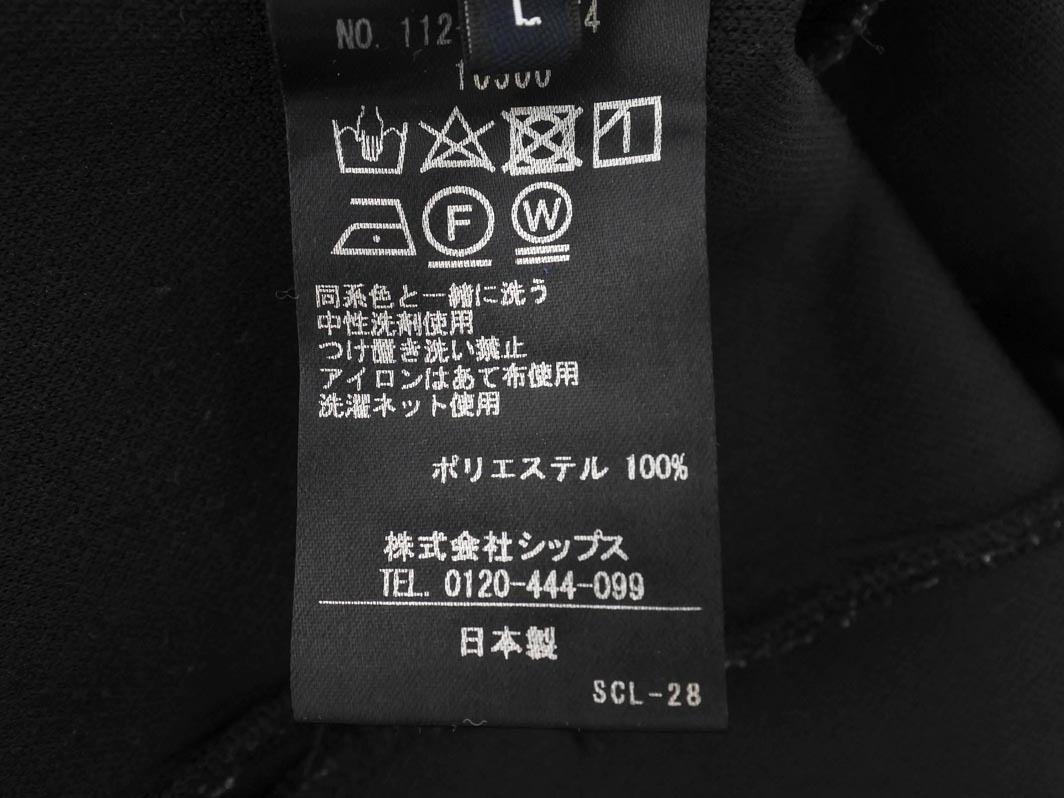 L
NO. 112 4
F W
同系色と一緒に洗う
中性洗剤使用
つけ置き洗い禁止
アイロンはあて布使用
洗濯ネット使用
ポリエステル 100%
株式会社シップス
TEL. 0120-444-099
日本製
SCL-28